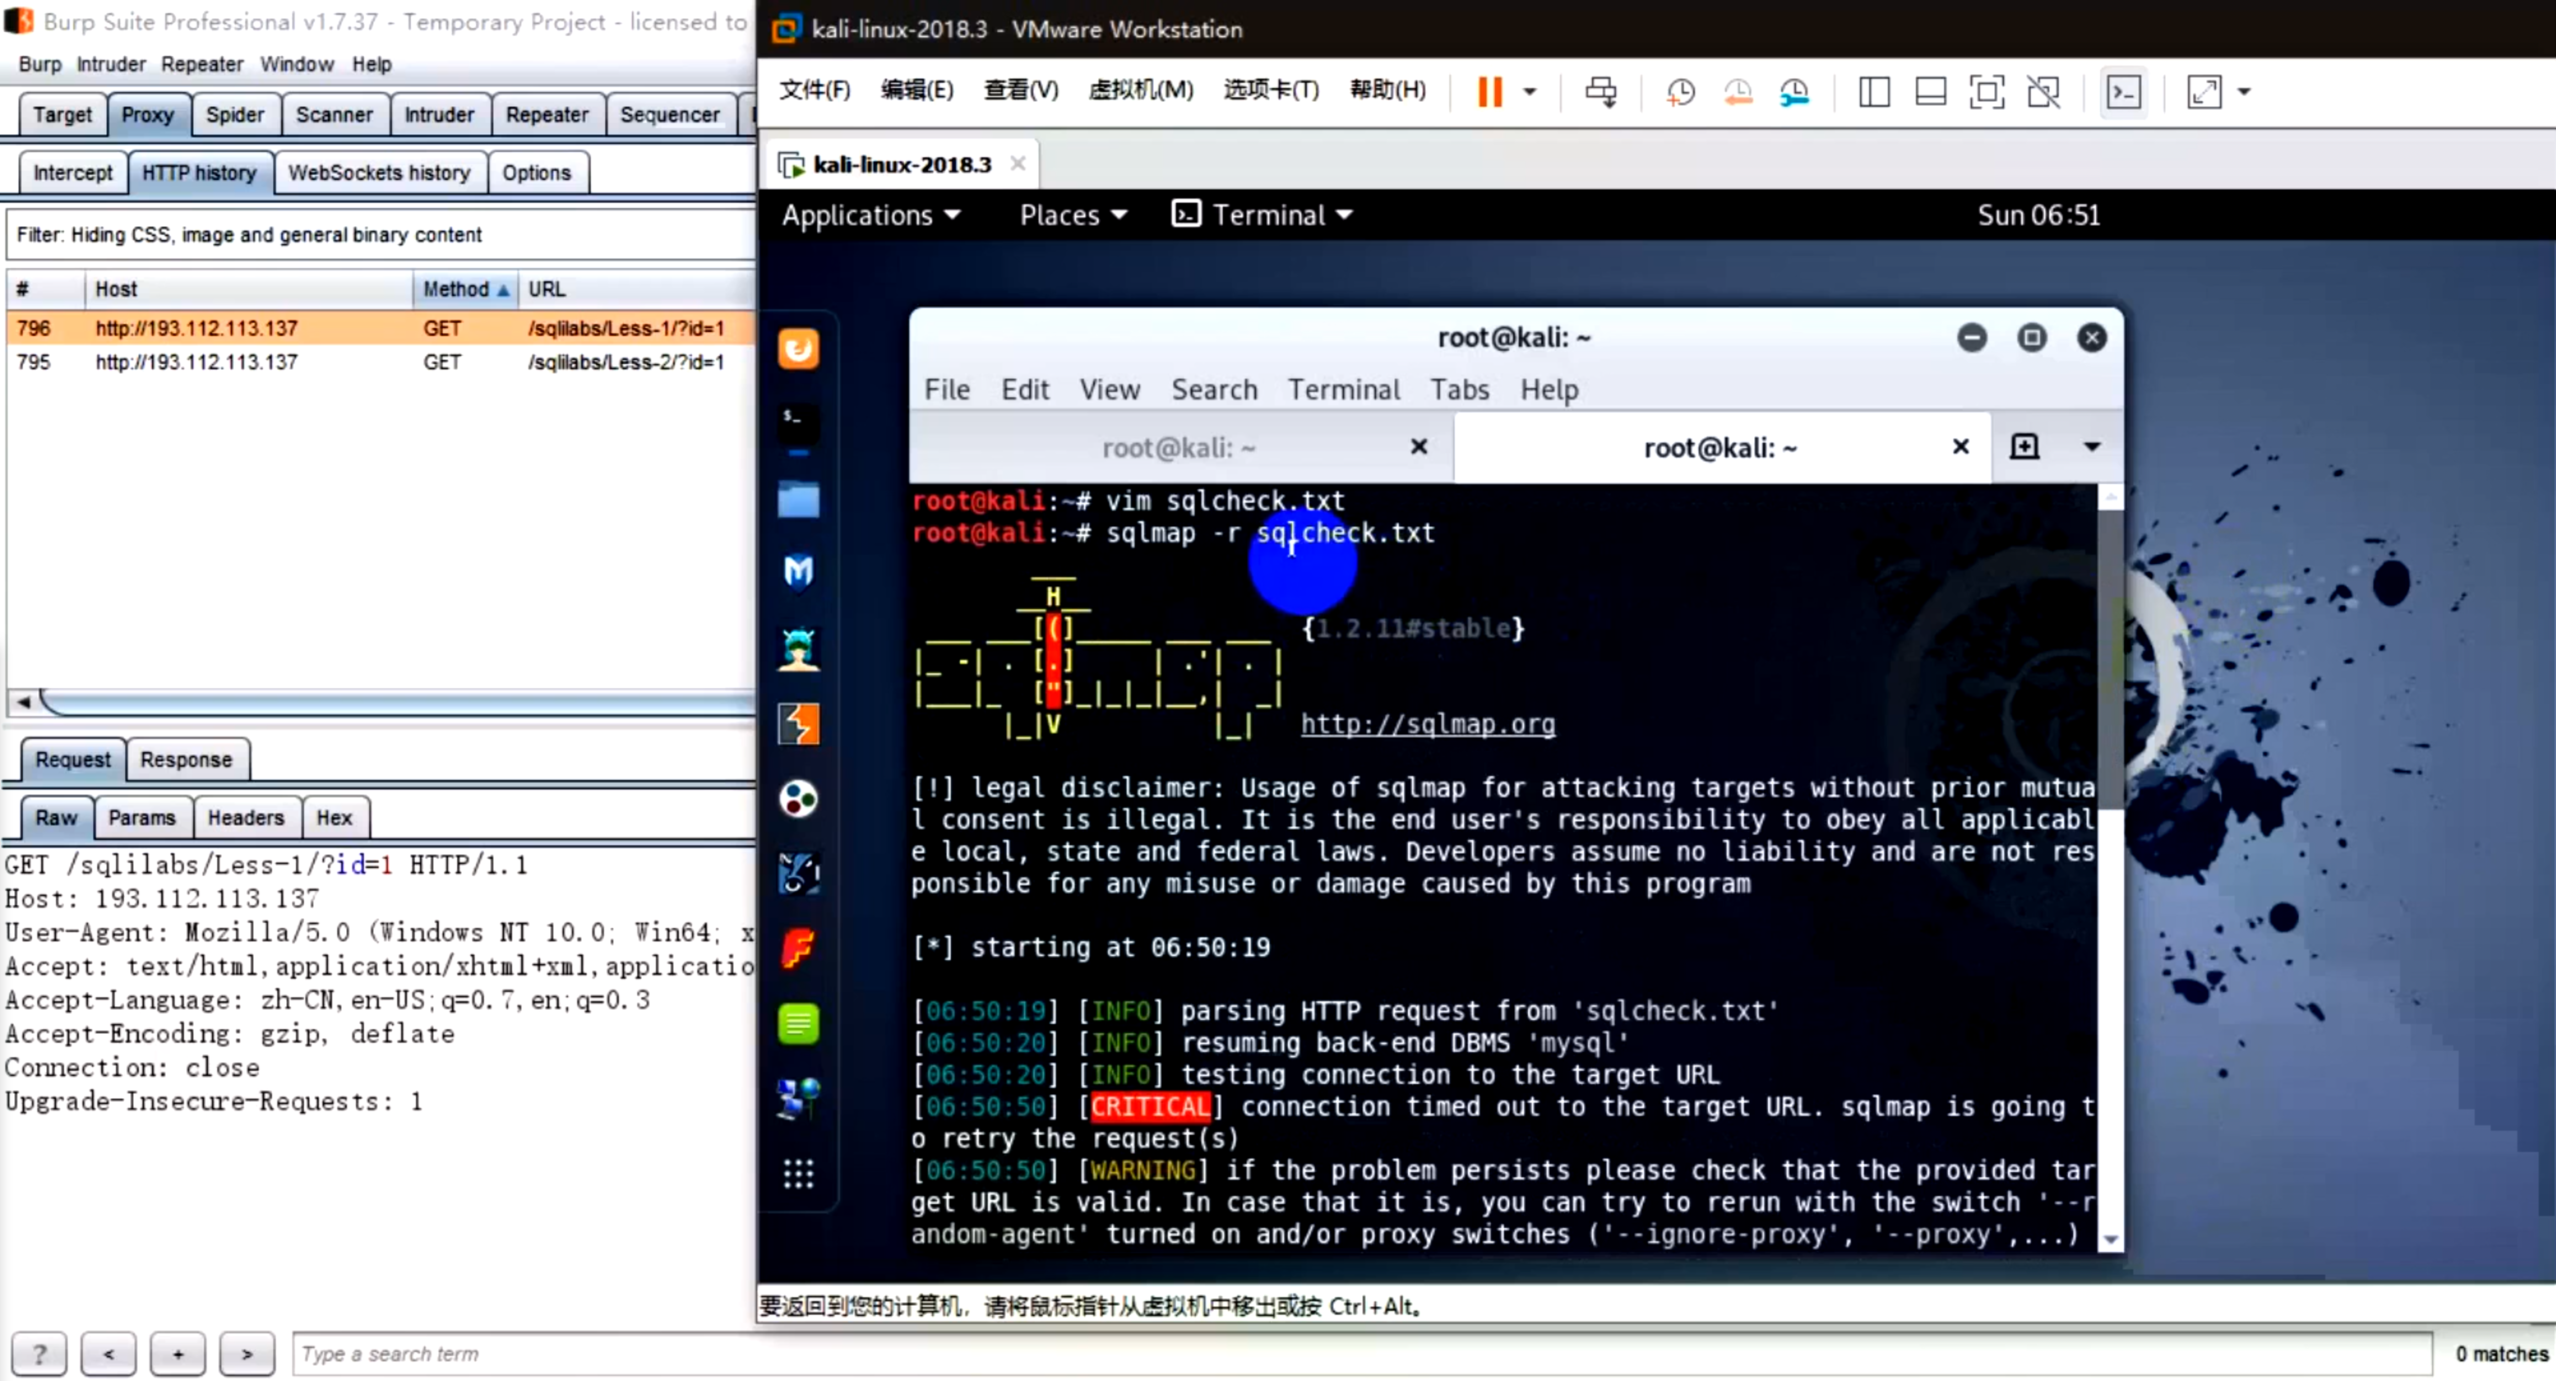 Burp Suite Professional v1.7.37 - Temporary Project - licensed to
Burp Intruder Repeater Window Help
Target Proxy Spider Scanner Intruder Repeater Sequencer
Intercept HTTP history WebSockets history Options
Filter: Hiding CSS, image and general binary content
# Host Method URL
796 http://193.112.113.137 GET /sqlilabs/Less-1/?id=1
795 http://193.112.113.137 GET /sqlilabs/Less-2/?id=1
Request Response
Raw Params Headers Hex
GET /sqlilabs/Less-1/?id=1 HTTP/1.1
Host: 193.112.113.137
User-Agent: Mozilla/5.0 (Windows NT 10.0; Win64; x
Accept: text/html,application/xhtml+xml,applicatio
Accept-Language: zh-CN,en-US;q=0.7,en;q=0.3
Accept-Encoding: gzip, deflate
Connection: close
Upgrade-Insecure-Requests: 1
? < + > Type a search term
0 matches
kali-linux-2018.3 - VMware Workstation
文件(F) 编辑(E) 查看(V) 虚拟机(M) 选项卡(T) 帮助(H)
kali-linux-2018.3
Applications Places Terminal Sun 06:51
root@kali: ~
File Edit View Search Terminal Tabs Help
root@kali: ~ root@kali: ~
root@kali:~# vim sqlcheck.txt
root@kali:~# sqlmap -r sqlcheck.txt
{1.2.11#stable}
http://sqlmap.org
[!] legal disclaimer: Usage of sqlmap for attacking targets without prior mutua
l consent is illegal. It is the end user's responsibility to obey all applicabl
e local, state and federal laws. Developers assume no liability and are not res
ponsible for any misuse or damage caused by this program
[*] starting at 06:50:19
[06:50:19] [INFO] parsing HTTP request from 'sqlcheck.txt'
[06:50:20] [INFO] resuming back-end DBMS 'mysql'
[06:50:20] [INFO] testing connection to the target URL
[06:50:50] [CRITICAL] connection timed out to the target URL. sqlmap is going t
o retry the request(s)
[06:50:50] [WARNING] if the problem persists please check that the provided tar
get URL is valid. In case that it is, you can try to rerun with the switch '--r
andom-agent' turned on and/or proxy switches ('--ignore-proxy', '--proxy',...)
要返回到您的计算机，请将鼠标指针从虚拟机中移出或按 Ctrl+Alt。